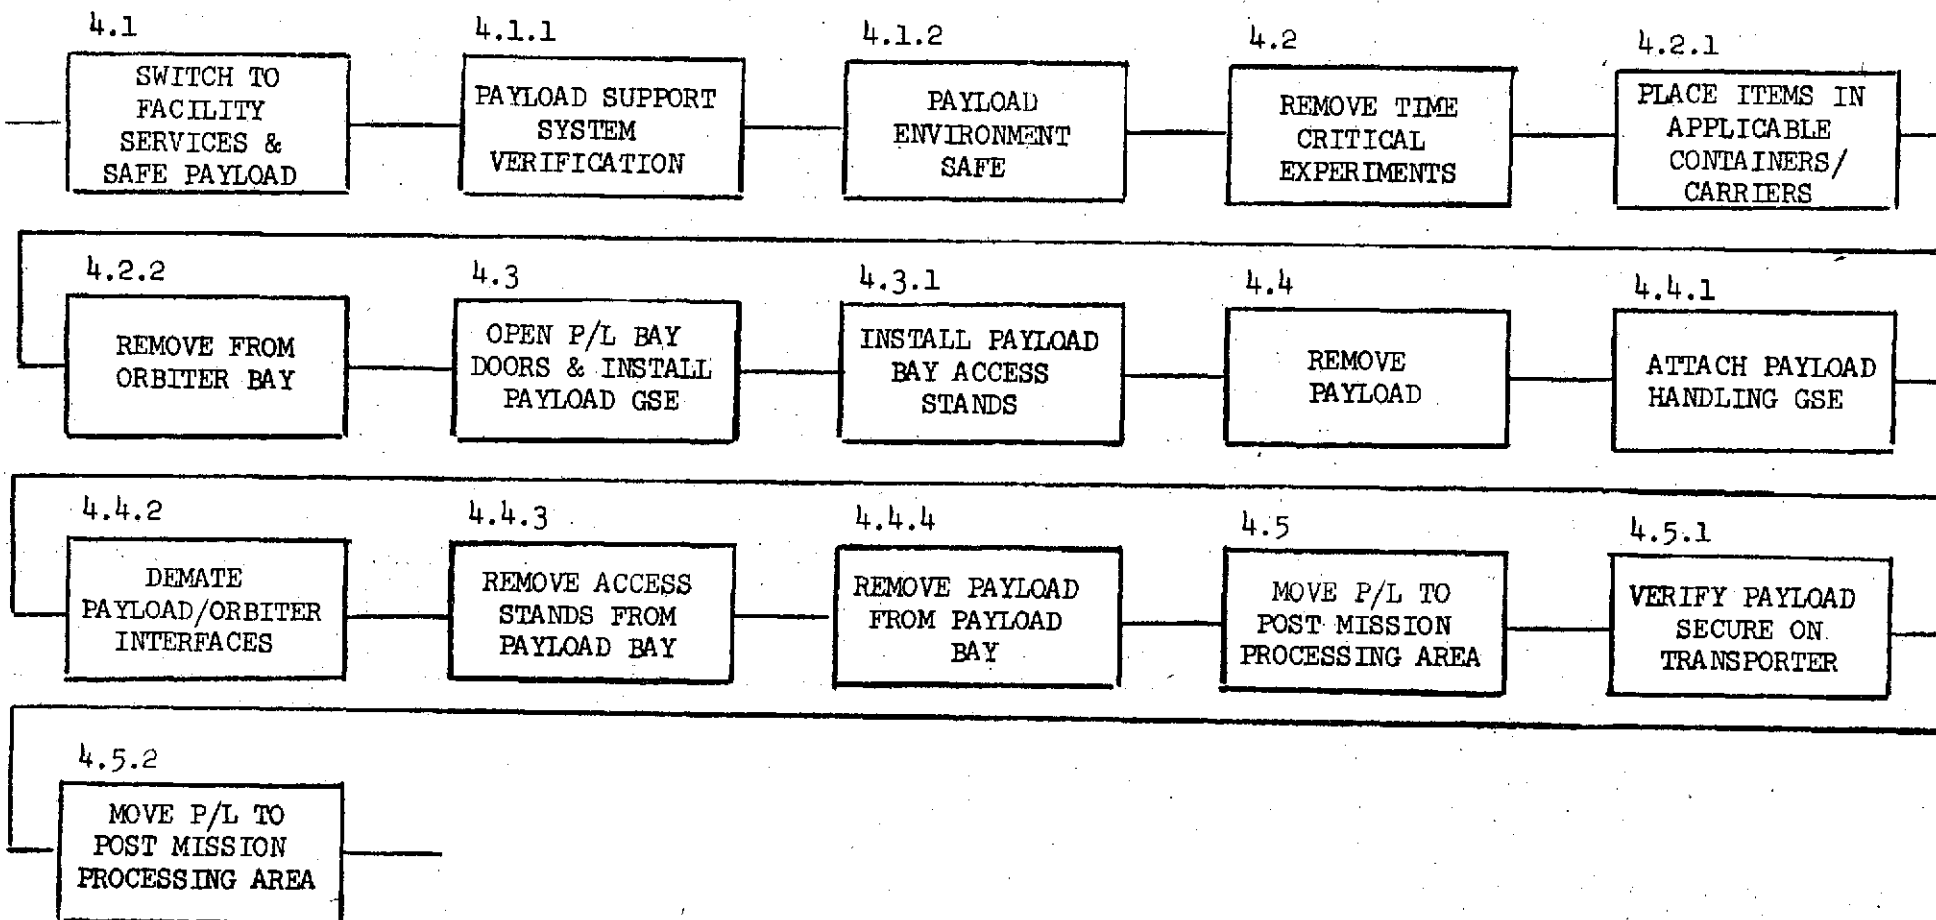 4.1
SWITCH TO
FACILITY
SERVICES &
SAFE PAYLOAD
4.1.1
PAYLOAD SUPPORT
SYSTEM
VERIFICATION
4.1.2
PAYLOAD
ENVIRONMENT
SAFE
4.2
REMOVE TIME
CRITICAL
EXPERIMENTS
4.2.1
PLACE ITEMS IN
APPLICABLE
CONTAINERS/
CARRIERS
4.2.2
REMOVE FROM
ORBITER BAY
4.3
OPEN P/L BAY
DOORS & INSTALL
PAYLOAD GSE
4.3.1
INSTALL PAYLOAD
BAY ACCESS
STANDS
4.4
REMOVE
PAYLOAD
4.4.1
ATTACH PAYLOAD
HANDLING GSE
4.4.2
DEMATE
PAYLOAD/ORBITER
INTERFACES
4.4.3
REMOVE ACCESS
STANDS FROM
PAYLOAD BAY
4.4.4
REMOVE PAYLOAD
FROM PAYLOAD
BAY
4.5
MOVE P/L TO
POST MISSION
PROCESSING AREA
4.5.1
VERIFY PAYLOAD
SECURE ON
TRANSPORTER
4.5.2
MOVE P/L TO
POST MISSION
PROCESSING AREA